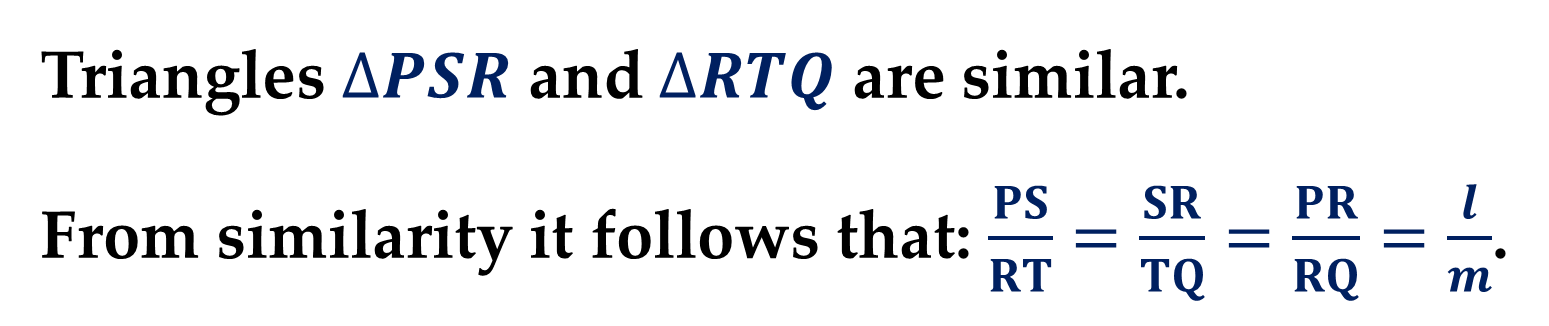 Triangles Δ𝑃𝑆𝑅 and Δ𝑅𝑇𝑄 are similar.
From similarity it follows that: PS/RT = SR/TQ = PR/RQ = l/m.